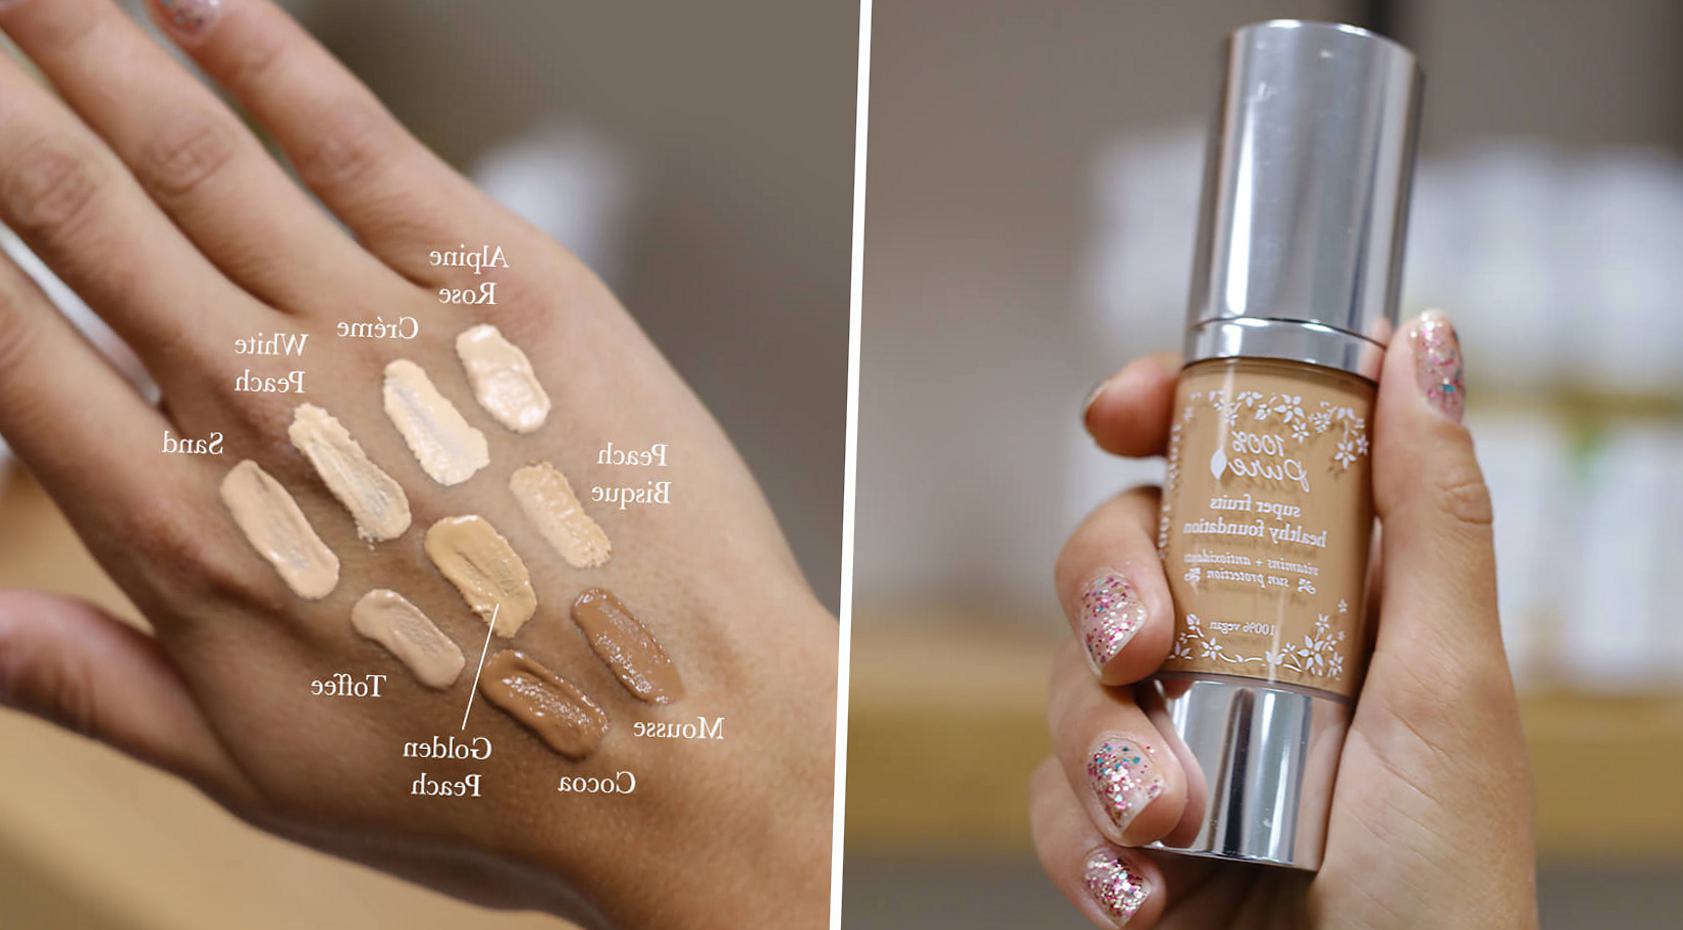 Alpine
Rose
Créme
White
Peach
Sand
Peach
Bisque
Toffee
Golden
Peach
Mousse
Cocoa
100%
Pure
super fruits
healthy foundation
vitamins + antioxidants
sun protection
100% vegan